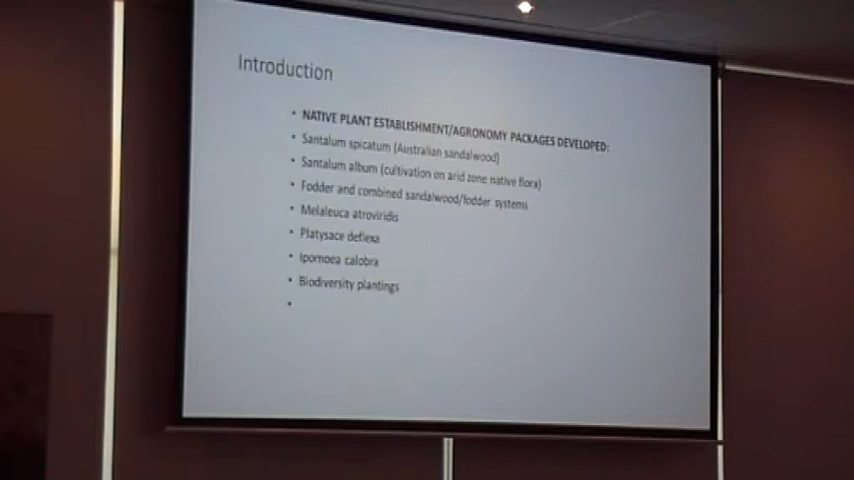 Introduction
• NATIVE PLANT ESTABLISHMENT/AGRONOMY PACKAGES DEVELOPED:
• Santalum spicatum (Australian sandalwood)
• Santalum album (cultivation on arid zone native flora)
• Fodder and combined sandalwood/fodder systems
• Melaleuca atroviridis
• Platysace deflexa
• Ipomoea calobra
• Biodiversity plantings
•